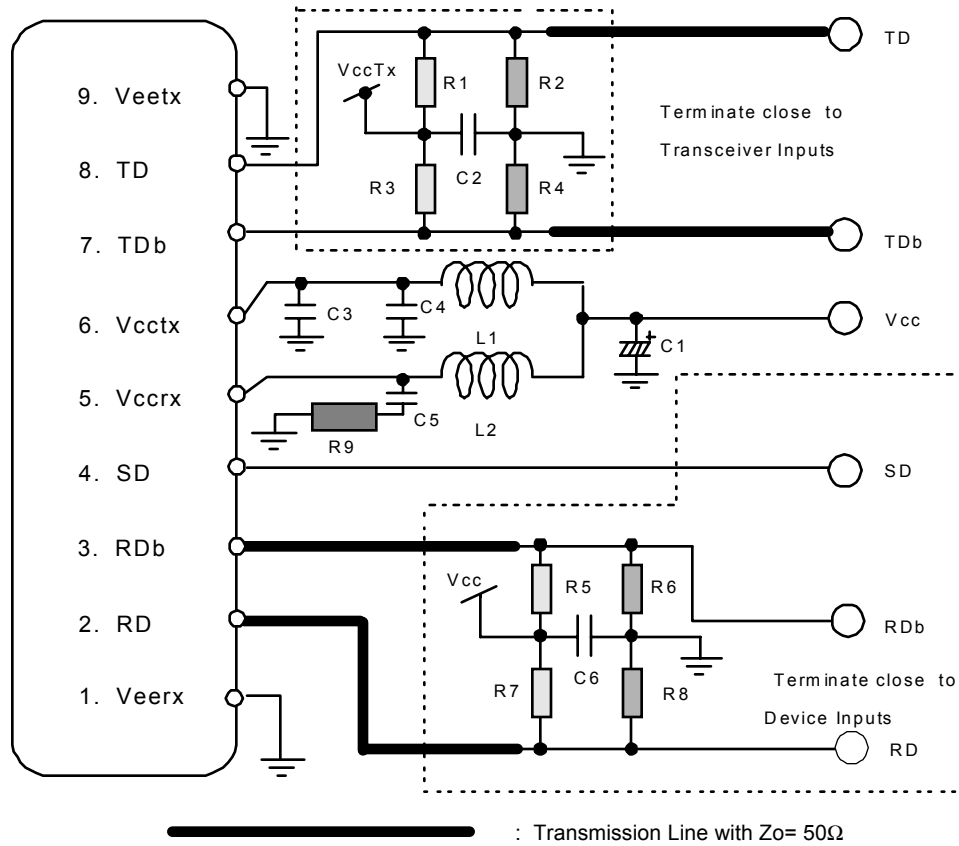 TD
VccTx
R1
R2
9. Veetx
Terminate close to
Transceiver Inputs
8. TD
R3
C2
R4
7. TDb
TDb
C3
C4
6. Vcctx
Vcc
L1
+
C1
5. Vccrx
C5
R9
L2
4. SD
SD
3. RDb
Vcc
R5
R6
2. RD
RDb
R7
C6
R8
Terminate close to
1. Veerx
Device Inputs
RD
: Transmission Line with Zo= 50Ω